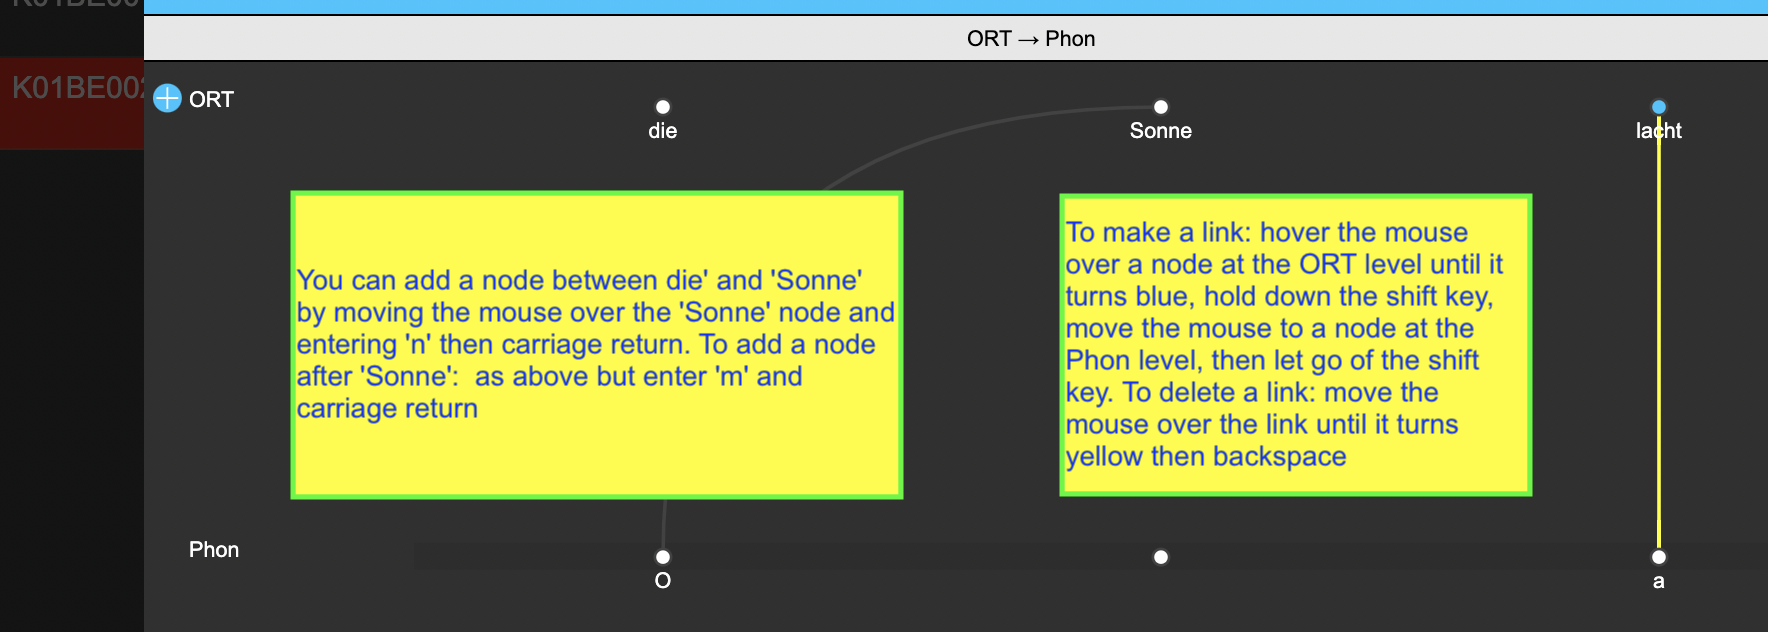 K01BE00
ORT → Phon
K01BE002
ORT
die
Sonne
lacht
You can add a node between die' and 'Sonne'
by moving the mouse over the 'Sonne' node and
entering 'n' then carriage return. To add a node
after 'Sonne':  as above but enter 'm' and
carriage return
To make a link: hover the mouse
over a node at the ORT level until it
turns blue, hold down the shift key,
move the mouse to a node at the
Phon level, then let go of the shift
key. To delete a link: move the
mouse over the link until it turns
yellow then backspace
Phon
O
a